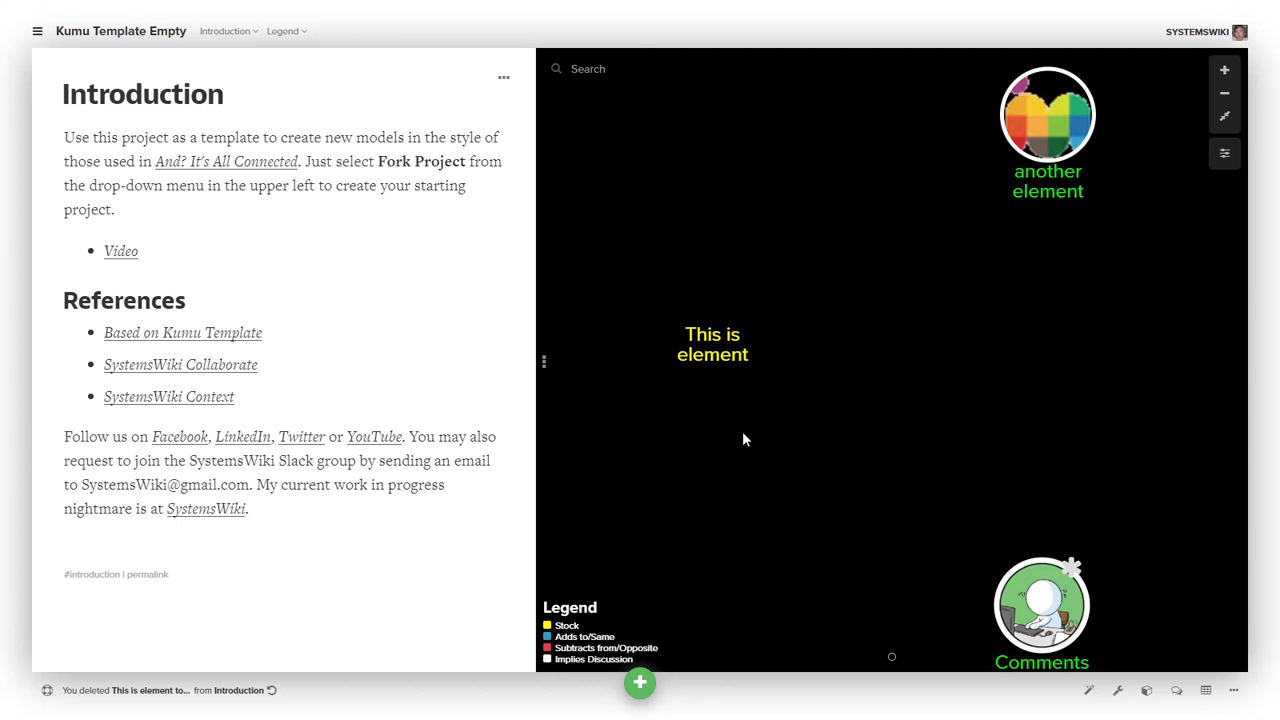 Kumu Template Empty Introduction Legend SYSTEMSWIKI
Introduction
Use this project as a template to create new models in the style of
those used in And? It's All Connected. Just select Fork Project from
the drop-down menu in the upper left to create your starting
project.
Video
References
Based on Kumu Template
SystemsWiki Collaborate
SystemsWiki Context
Follow us on Facebook, LinkedIn, Twitter or YouTube. You may also
request to join the SystemsWiki Slack group by sending an email
to SystemsWiki@gmail.com. My current work in progress
nightmare is at SystemsWiki.
#introduction | permalink
Search
another
element
This is
element
Legend
Stock
Adds to/Same
Subtracts from/Opposite
Implies Discussion
Comments
You deleted This is element to... from Introduction